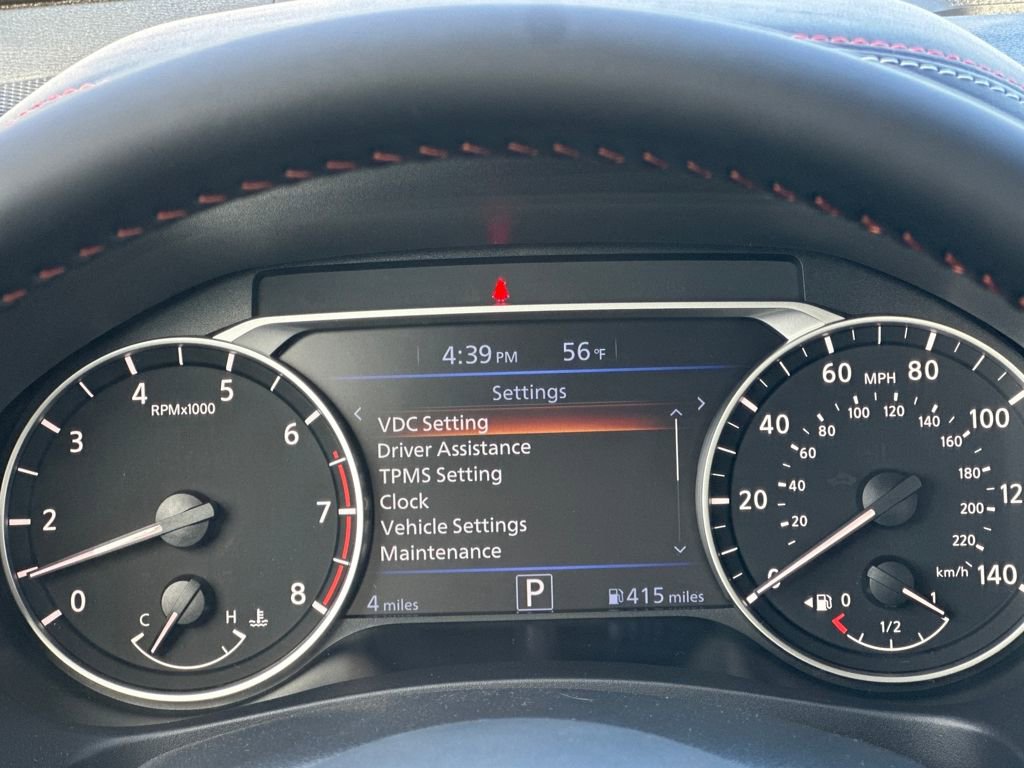 4:39 PM 56 °F
Settings
VDC Setting
Driver Assistance
TPMS Setting
Clock
Vehicle Settings
Maintenance
4 miles P 415 miles
0 2 3 4 5 6 7 8
RPMx1000
C H
0 20 40 60 80 100 12 140
MPH
20 40 60 80 100 120 140 160 180 200 220
km/h
0 1/2 1